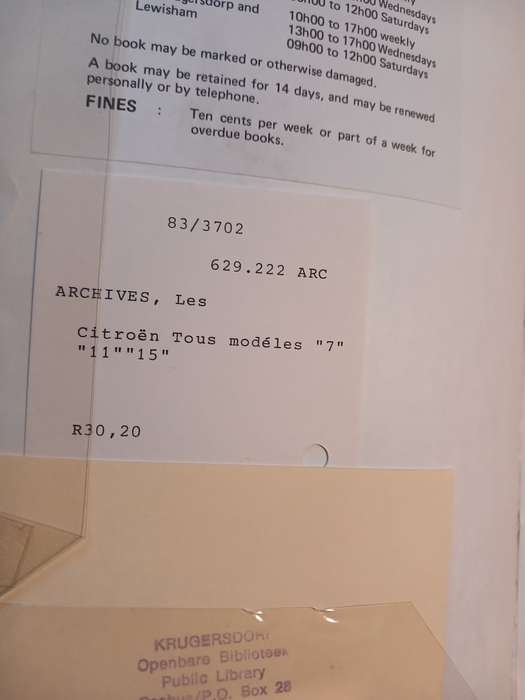 Wednesdays
to 12h00 Saturdays
and
Lewisham
10h00 to 17h00 weekly
13h00 to 17h00 Wednesdays
09h00 to 12h00 Saturdays
No book may be marked or otherwise damaged.
A book may be retained for 14 days, and may be renewed
personally or by telephone.
FINES : Ten cents per week or part of a week for
overdue books.
83/3702
629.222 ARC
ARCHIVES, Les
Citroën Tous modéles "7"
"11""15"
R30,20
KRUGERSDORP
Openbare Biblioteek
Public Library
Box 28